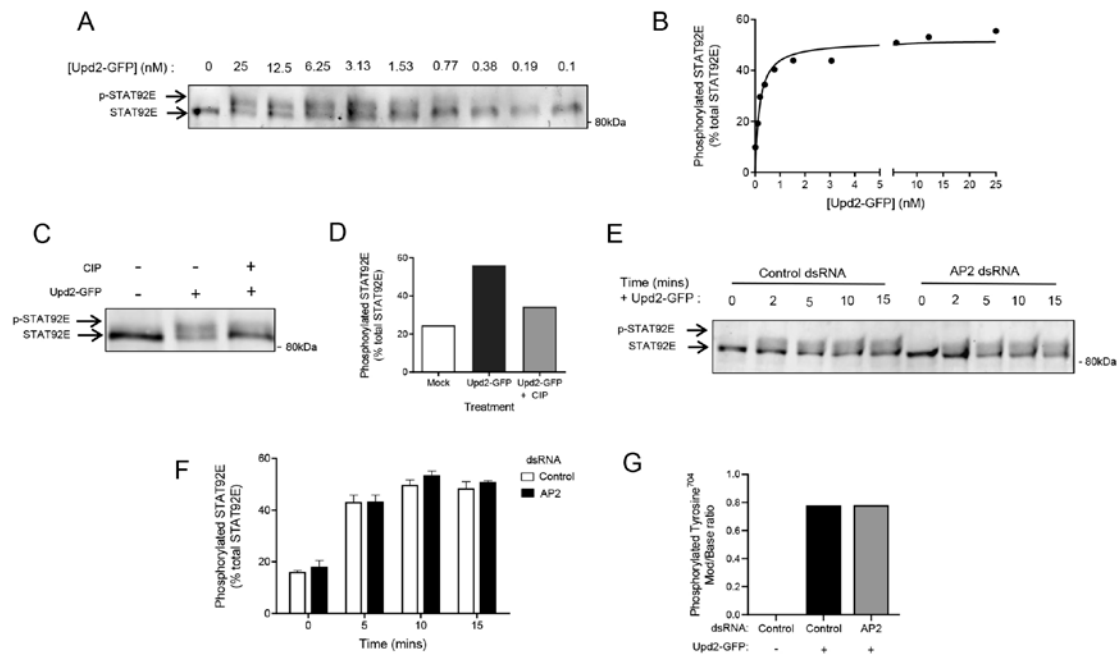 A
[Upd2-GFP] (nM) : 0 25 12.5 6.25 3.13 1.53 0.77 0.38 0.19 0.1
p-STAT92E
STAT92E
- 80kDa
B
Phosphorylated STAT92E
(% total STAT92E)
60
40
20
0
0 1 2 3 4 5 10 15 20 25
[Upd2-GFP] (nM)
C
CIP - - +
Upd2-GFP - + +
p-STAT92E
STAT92E
- 80kDa
D
Phosphorylated STAT92E
(% total STAT92E)
60
40
20
0
Mock Upd2-GFP Upd2-GFP
+ CIP
Treatment
E
Time (mins)
+ Upd2-GFP :
Control dsRNA AP2 dsRNA
0 2 5 10 15 0 2 5 10 15
p-STAT92E
STAT92E
- 80kDa
F
Phosphorylated STAT92E
(% total STAT92E)
60
40
20
0
0 5 10 15
Time (mins)
dsRNA
Control
AP2
G
Phosphorylated Tyrosine⁷⁰⁴
Mod/Base ratio
1.0
0.8
0.6
0.4
0.2
0.0
dsRNA: Control Control AP2
Upd2-GFP: - + +